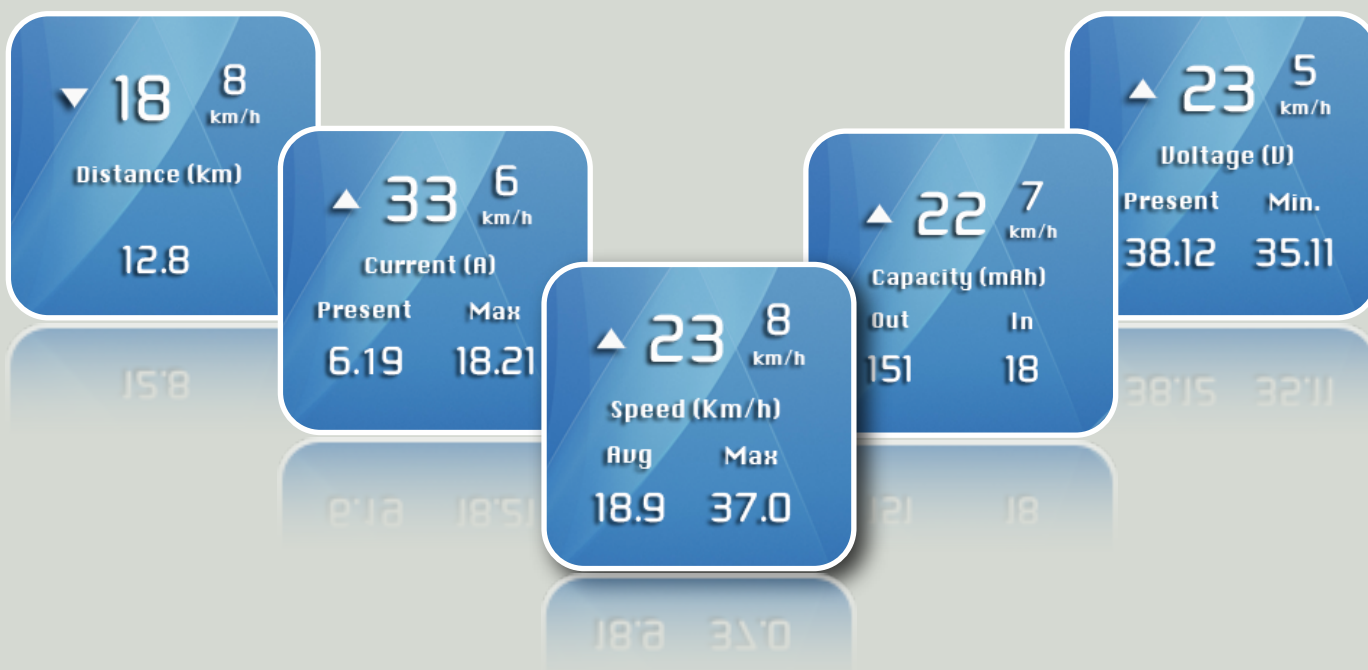 18 8
km/h
Distance (km)
12.8
33 6
km/h
Current (A)
Present Max
6.19 18.21
23 8
km/h
Speed (Km/h)
Avg Max
18.9 37.0
22 7
km/h
Capacity (mAh)
Out In
151 18
23 5
km/h
Voltage (V)
Present Min.
38.12 35.11